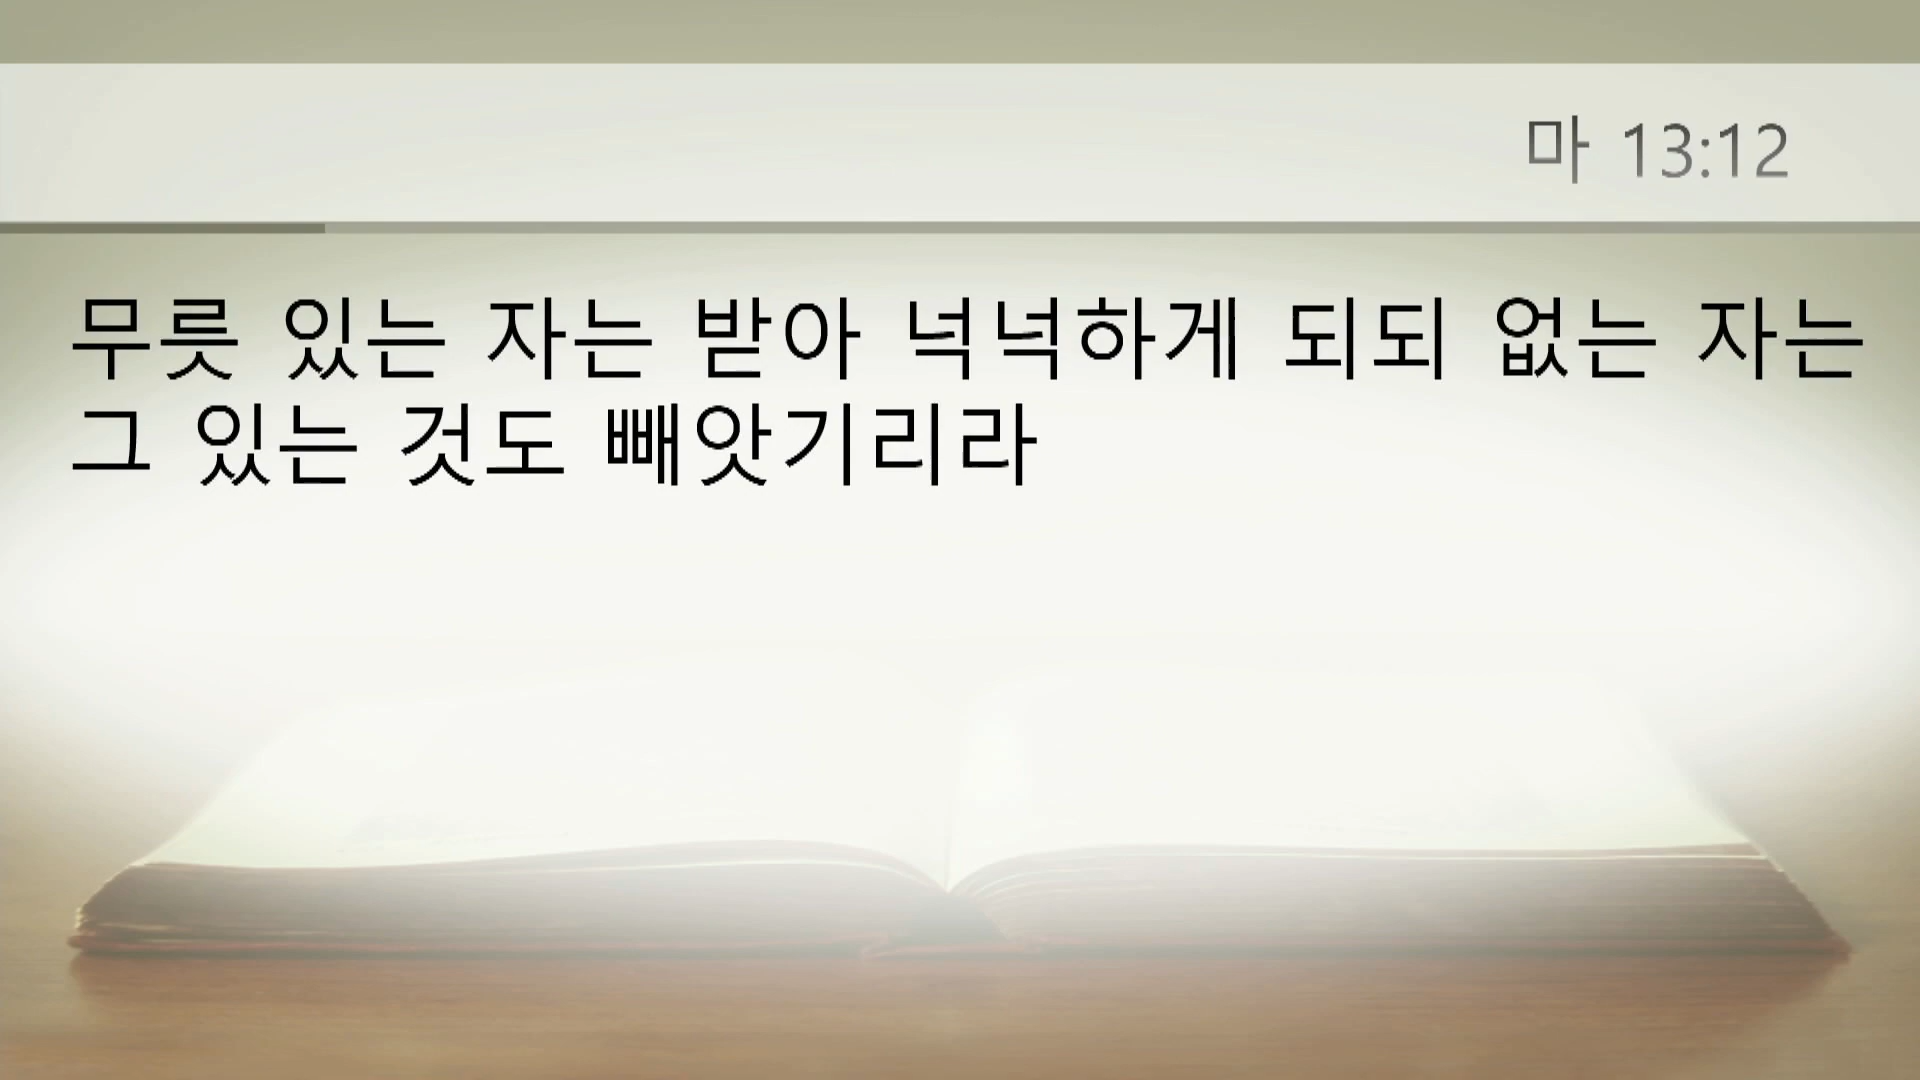 마 13:12
무릇 있는 자는 받아 넉넉하게 되되 없는 자는
그 있는 것도 빼앗기리라